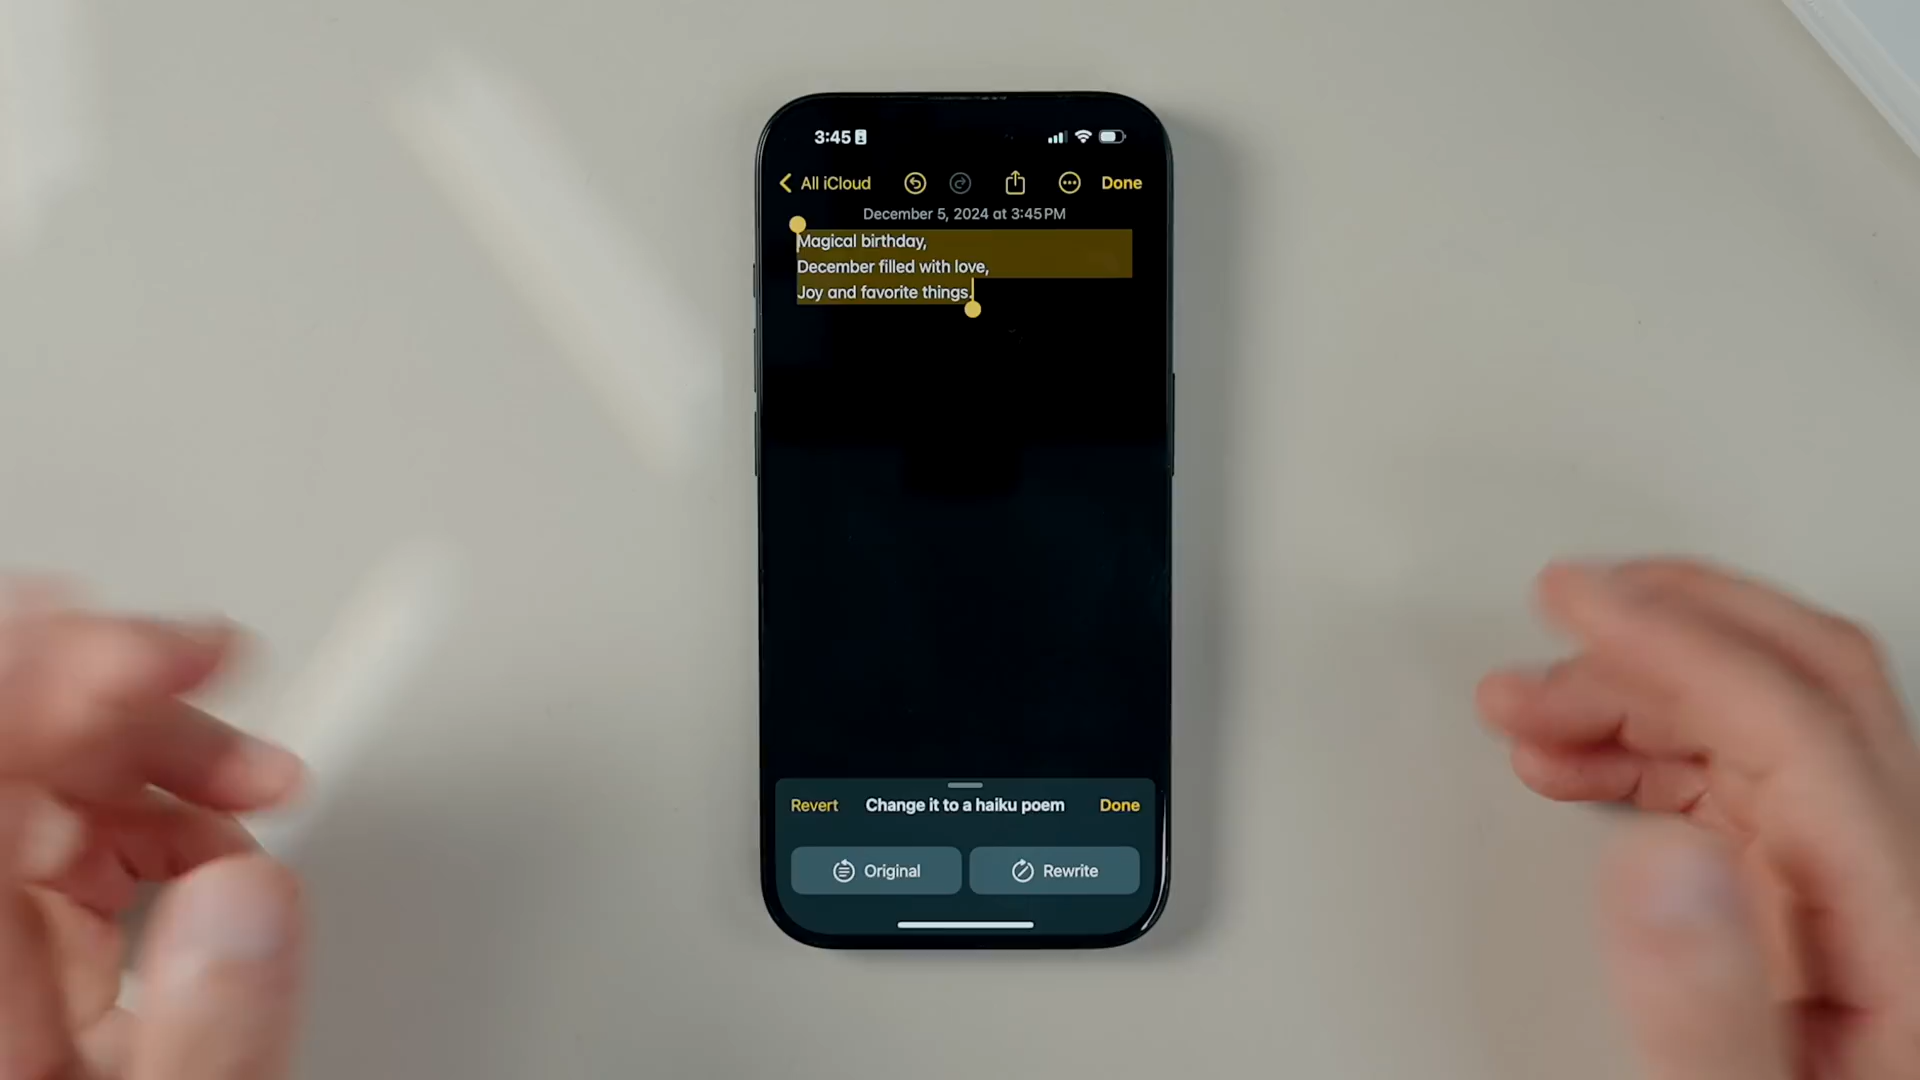 3:45
All iCloud Done
December 5, 2024 at 3:45 PM
Magical birthday,
December filled with love,
Joy and favorite things.
Revert Change it to a haiku poem Done
Original Rewrite